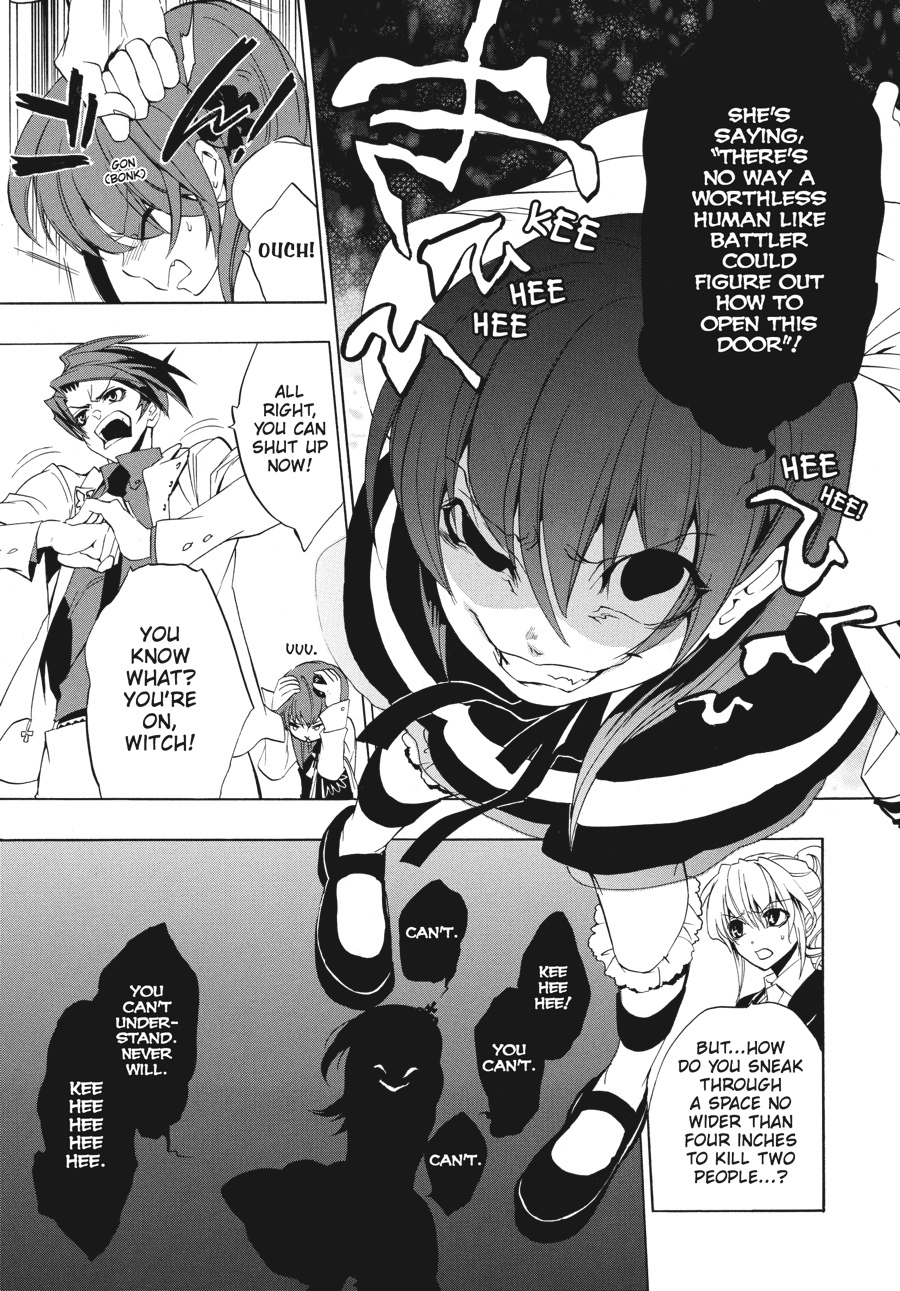 SHE'S
SAYING,
"THERE'S
NO WAY A
WORTHLESS
HUMAN LIKE
BATTLER
COULD
FIGURE OUT
HOW TO
OPEN THIS
DOOR"!
KEE
HEE
HEE
HEE
HEE!
GON
(BONK)
OUCH!
ALL
RIGHT,
YOU CAN
SHUT UP
NOW!
YOU
KNOW
WHAT?
YOU'RE
ON,
WITCH!
UUU.
BUT...HOW
DO YOU SNEAK
THROUGH
A SPACE NO
WIDER THAN
FOUR INCHES
TO KILL TWO
PEOPLE...?
CAN'T.
KEE
HEE
HEE!
YOU
CAN'T.
CAN'T.
YOU
CAN'T
UNDER-
STAND.
NEVER
WILL.
KEE
HEE
HEE
HEE
HEE.